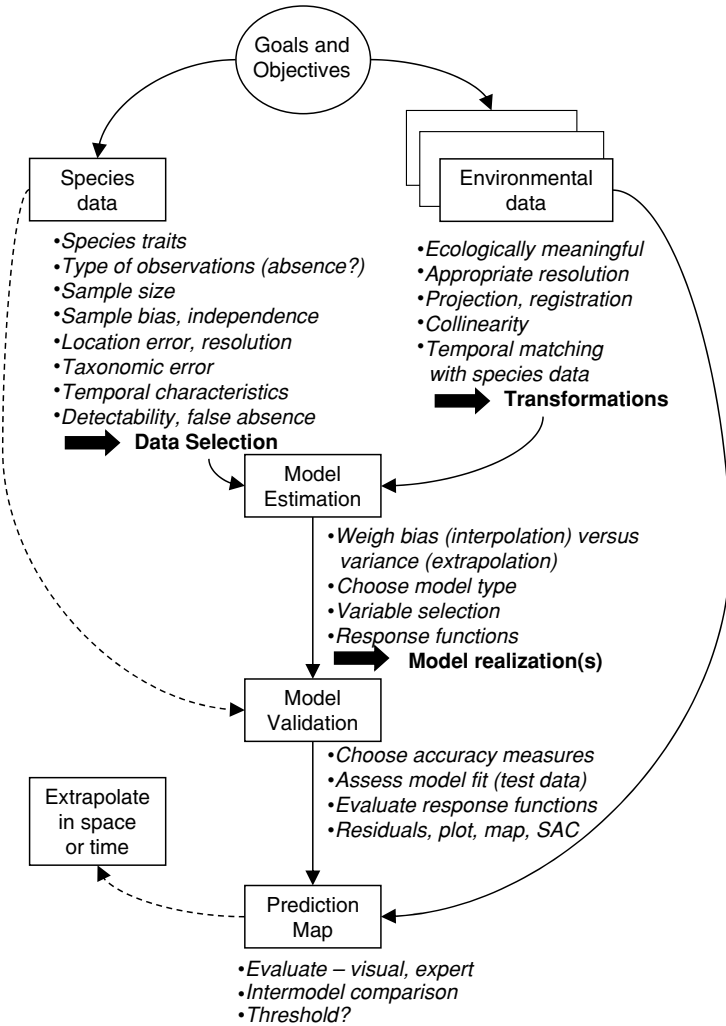 Goals and
Objectives
Species
data
•Species traits
•Type of observations (absence?)
•Sample size
•Sample bias, independence
•Location error, resolution
•Taxonomic error
•Temporal characteristics
•Detectability, false absence
Data Selection
Environmental
data
•Ecologically meaningful
•Appropriate resolution
•Projection, registration
•Collinearity
•Temporal matching
with species data
Transformations
Model
Estimation
•Weigh bias (interpolation) versus
variance (extrapolation)
•Choose model type
•Variable selection
•Response functions
Model realization(s)
Model
Validation
•Choose accuracy measures
•Assess model fit (test data)
•Evaluate response functions
•Residuals, plot, map, SAC
Extrapolate
in space
or time
Prediction
Map
•Evaluate – visual, expert
•Intermodel comparison
•Threshold?